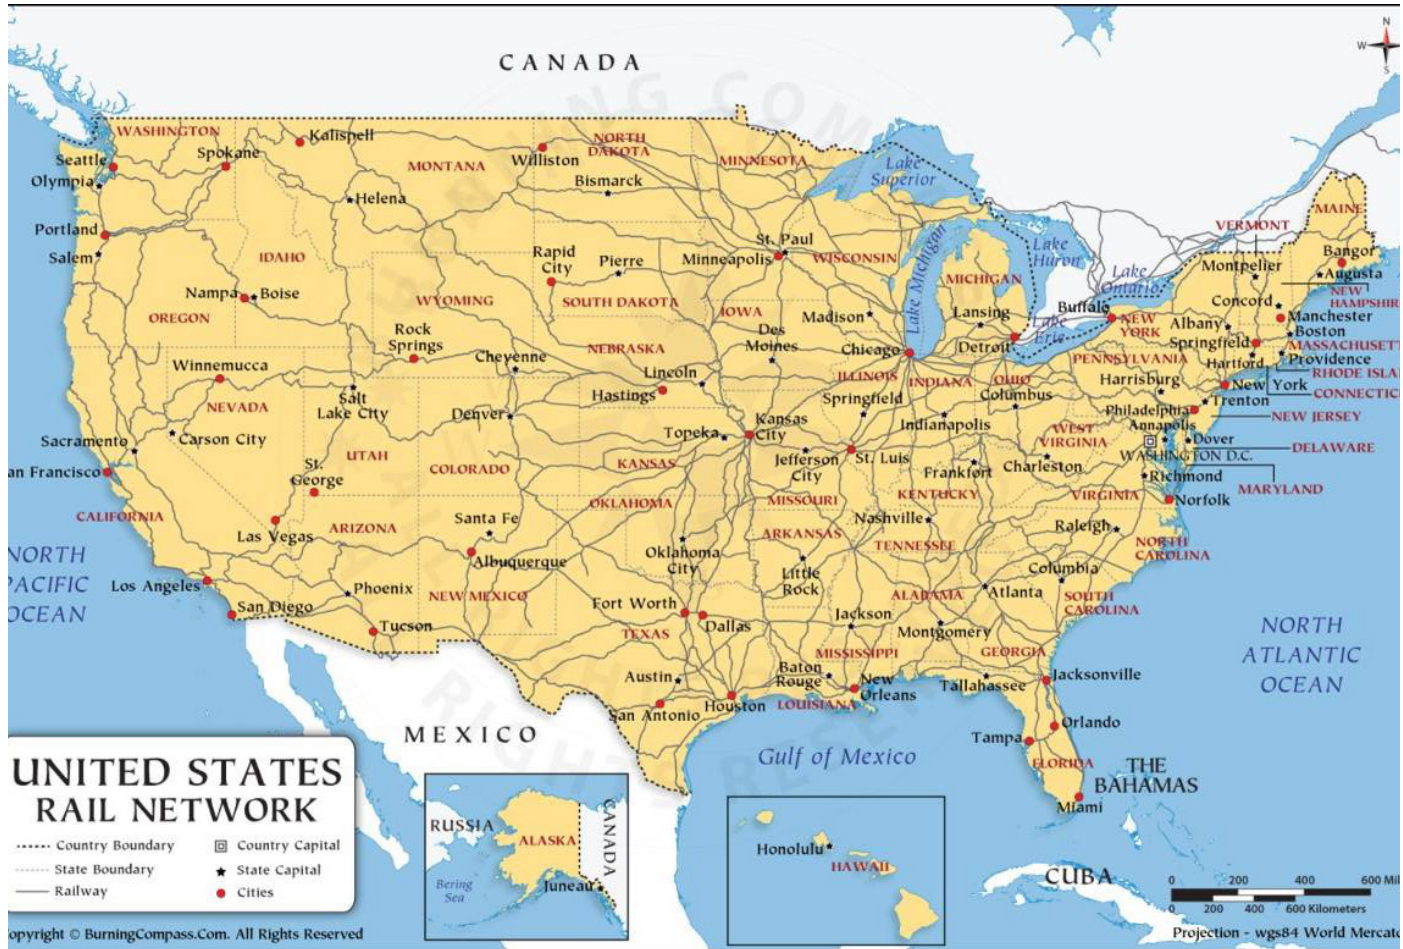 N
W
S
CANADA
WASHINGTON
Seattle
Spokane
Kalispell
Olympia
MONTANA
Williston
NORTH
DAKOTA
MINNESOTA
Bismarck
Helena
Lake
Superior
Portland
Salem
IDAHO
Rapid
City
Pierre
St. Paul
Minneapolis
WISCONSIN
Lake Michigan
MICHIGAN
Lake
Huron
Lake
Ontario
VERMONT
MAINE
Bangor
Montpelier
Augusta
NEW
HAMPSHIR
Nampa
Boise
OREGON
WYOMING
SOUTH DAKOTA
IOWA
Madison
Lansing
Buffalo
NEW
YORK
Concord
Manchester
Albany
Boston
Springfield
MASSACHUSETT
Rock
Springs
Cheyenne
NEBRASKA
Des
Moines
Chicago
Detroit
Lake
Erie
PENNSYLVANIA
Hartford
Providence
RHODE ISLA
Winnemucca
NEVADA
Salt
Lake City
Denver
Hastings
Lincoln
ILLINOIS
INDIANA
OHIO
Springfield
Columbus
Harrisburg
New York
CONNECTIC
Trenton
Philadelphia
NEW JERSEY
Annapolis
Indianapolis
WEST
VIRGINIA
Dover
DELAWARE
WASHINGTON D.C.
Sacramento
Carson City
UTAH
COLORADO
Topeka
Kansas
City
KANSAS
Jefferson
City
St. Luis
Frankfort
Charleston
Richmond
MARYLAND
an Francisco
St.
George
CALIFORNIA
MISSOURI
KENTUCKY
VIRGINIA
Norfolk
Las Vegas
ARIZONA
Santa Fe
OKLAHOMA
Nashville
Raleigh
NORTH
CAROLINA
ARKANSAS
TENNESSEE
Albuquerque
Oklahoma
City
Little
Rock
Columbia
NORTH
PACIFIC
OCEAN
Los Angeles
Phoenix
NEW MEXICO
Fort Worth
Dallas
ALABAMA
Atlanta
SOUTH
CAROLINA
San Diego
Tucson
TEXAS
Jackson
Montgomery
MISSISSIPPI
GEORGIA
NORTH
ATLANTIC
OCEAN
Austin
Baton
Rouge
New
Orleans
Tallahassee
Jacksonville
San Antonio
Houston
LOUISIANA
Orlando
Tampa
FLORIDA
Miami
MEXICO
Gulf of Mexico
THE
BAHAMAS
CUBA
RUSSIA
ALASKA
CANADA
Bering
Sea
Juneau
Honolulu
HAWAII
UNITED STATES
RAIL NETWORK
Country Boundary
Country Capital
State Boundary
State Capital
Railway
Cities
0 200 400 600 Mil
0 200 400 600 Kilometers
Projection - wgs84 World Mercato
opyright © BurningCompass.Com. All Rights Reserved